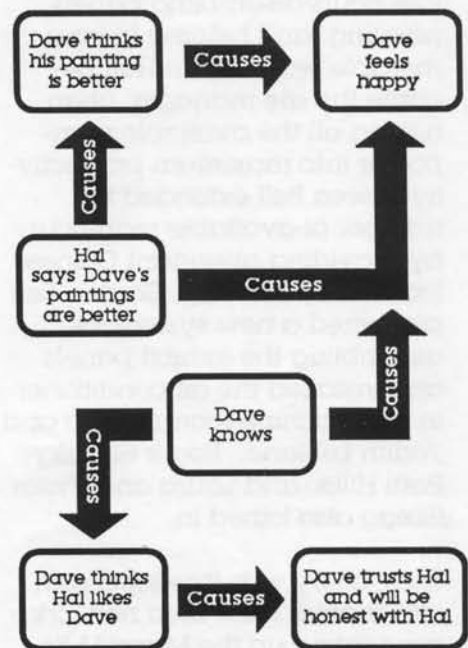 Dave thinks
his painting
is better
Causes
Dave
feels
happy
Causes
Hal
says Dave's
paintings
are better
Causes
Dave
knows
Causes
Causes
Dave thinks
Hal likes
Dave
Causes
Dave trusts Hal
and will be
honest with Hal